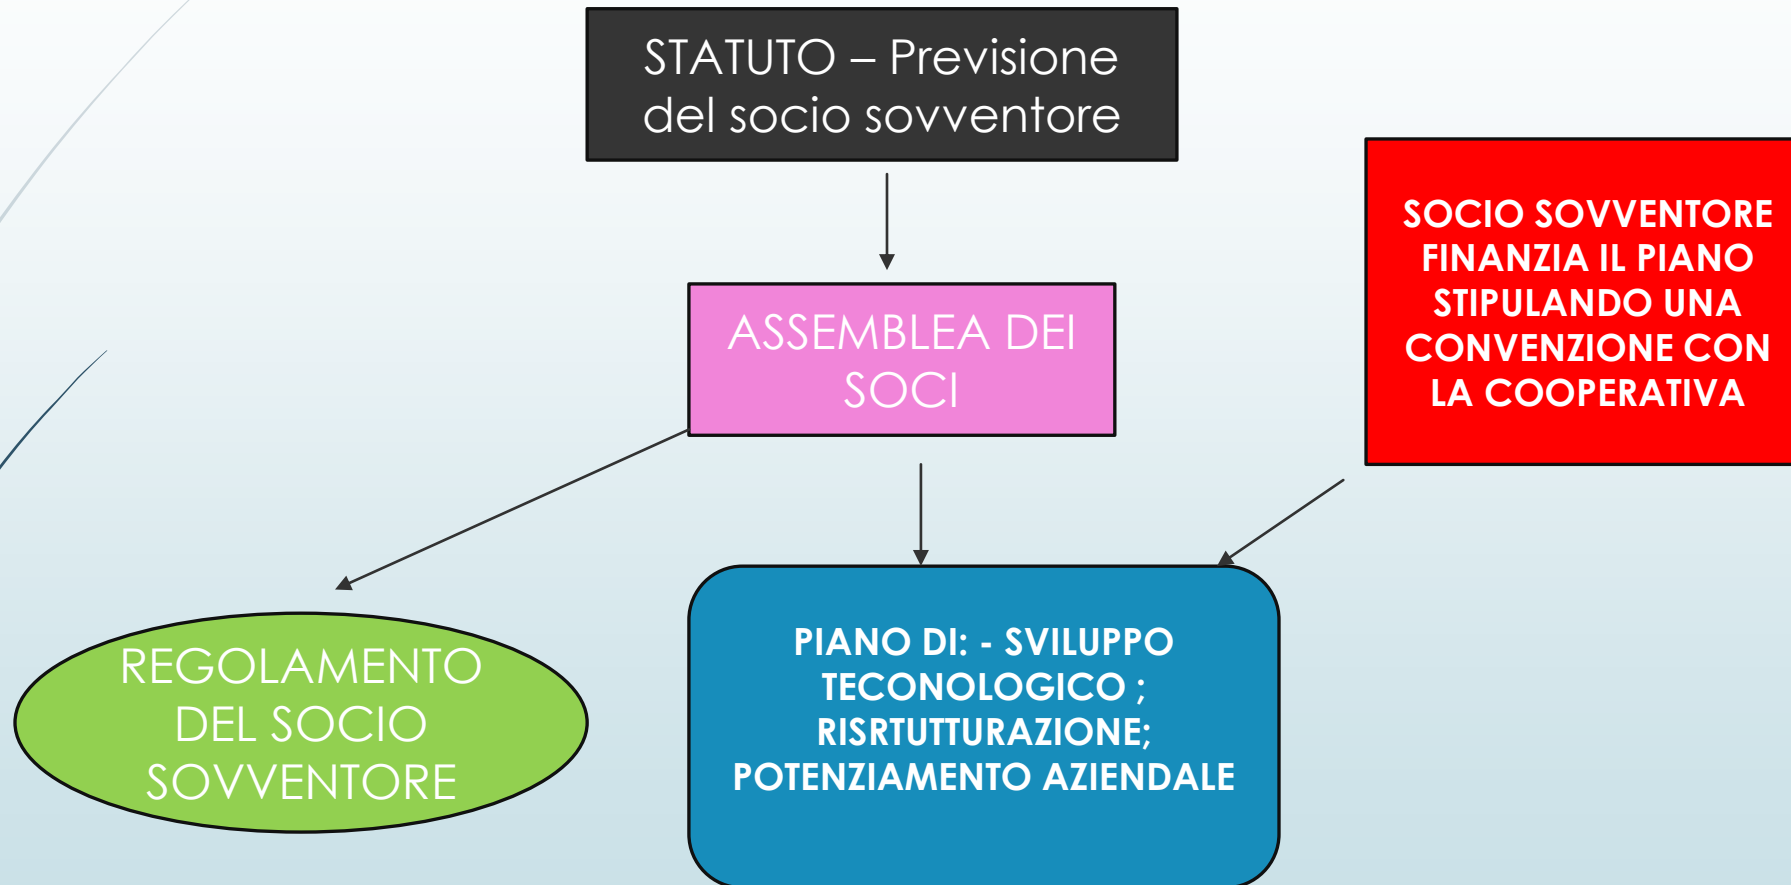 STATUTO – Previsione
del socio sovventore
SOCIO SOVVENTORE
FINANZIA IL PIANO
STIPULANDO UNA
CONVENZIONE CON
LA COOPERATIVA
ASSEMBLEA DEI
SOCI
REGOLAMENTO
DEL SOCIO
SOVVENTORE
PIANO DI: - SVILUPPO
TECONOLOGICO ;
RISRTUTTURAZIONE;
POTENZIAMENTO AZIENDALE